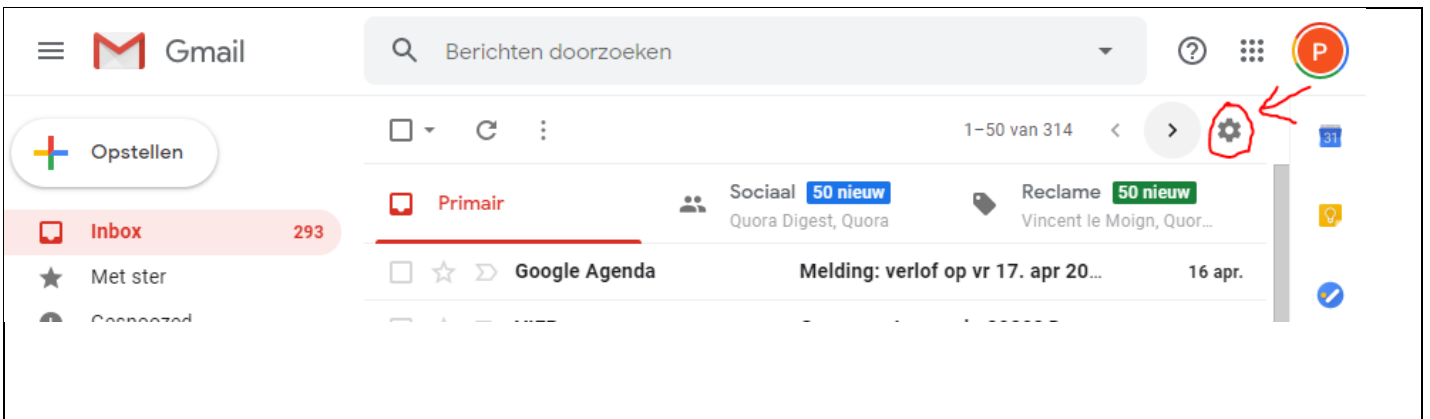 Gmail
Berichten doorzoeken
P
Opstellen
1–50 van 314
31
Primair
Sociaal 50 nieuw
Quora Digest, Quora
Reclame 50 nieuw
Vincent le Moign, Quor...
Inbox 293
Met ster
Google Agenda Melding: verlof op vr 17. apr 20... 16 apr.